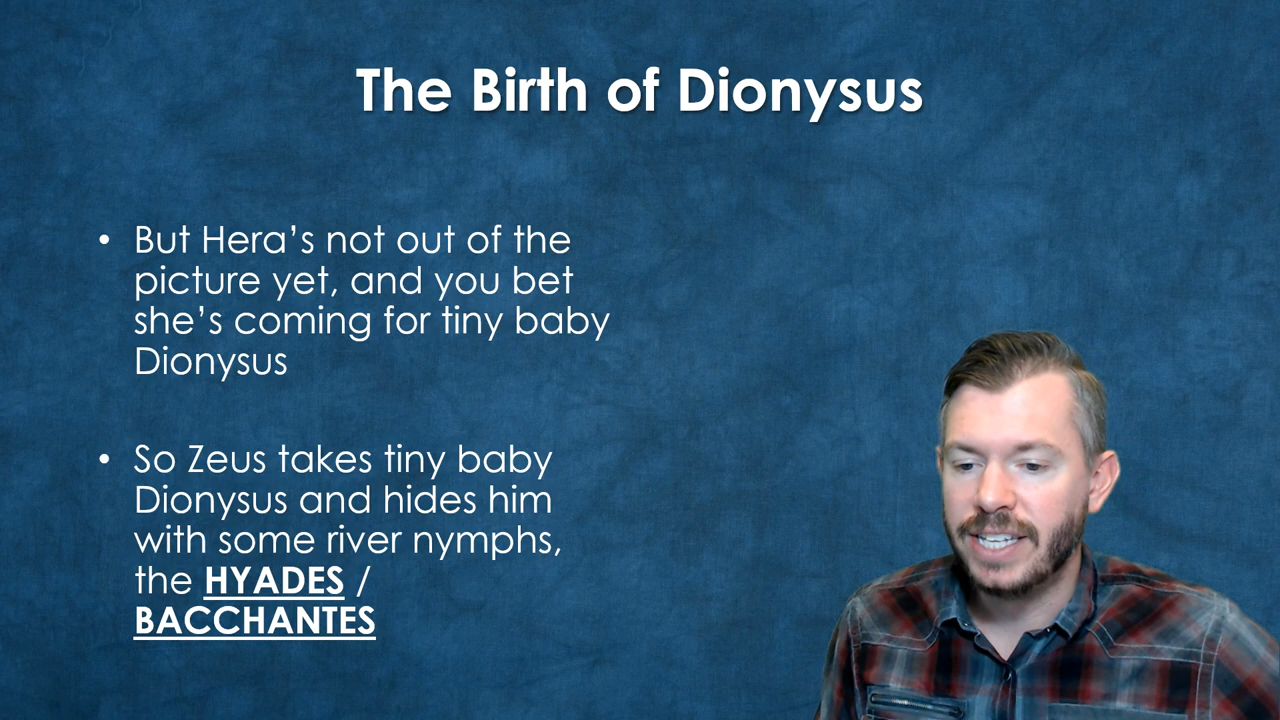 The Birth of Dionysus
• But Hera’s not out of the
picture yet, and you bet
she’s coming for tiny baby
Dionysus
• So Zeus takes tiny baby
Dionysus and hides him
with some river nymphs,
the HYADES /
BACCHANTES